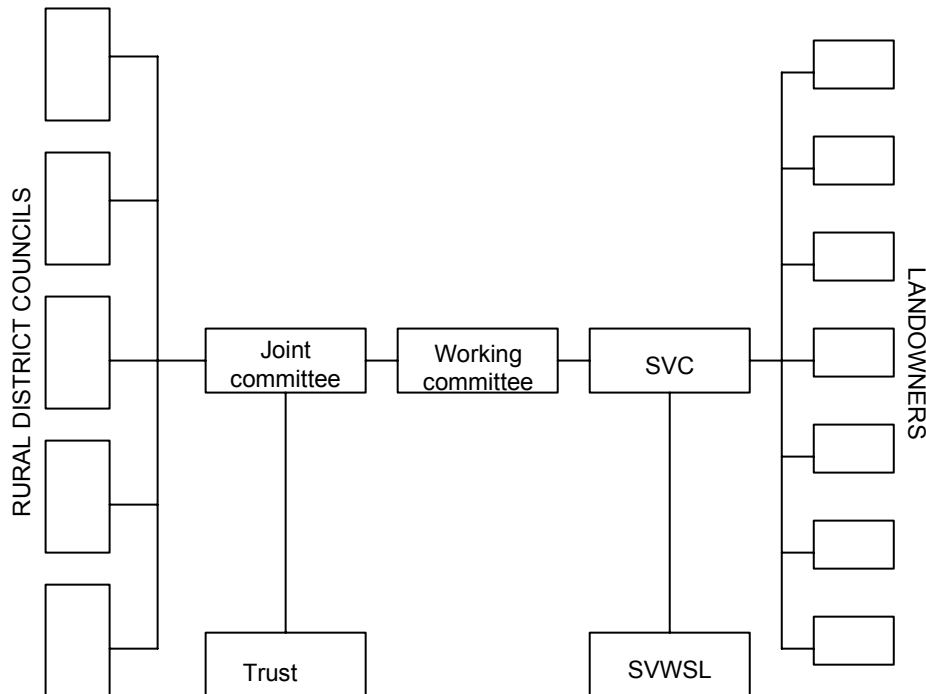 RURAL DISTRICT COUNCILS
Joint
committee
Working
committee
SVC
LANDOWNERS
Trust
SVWSL